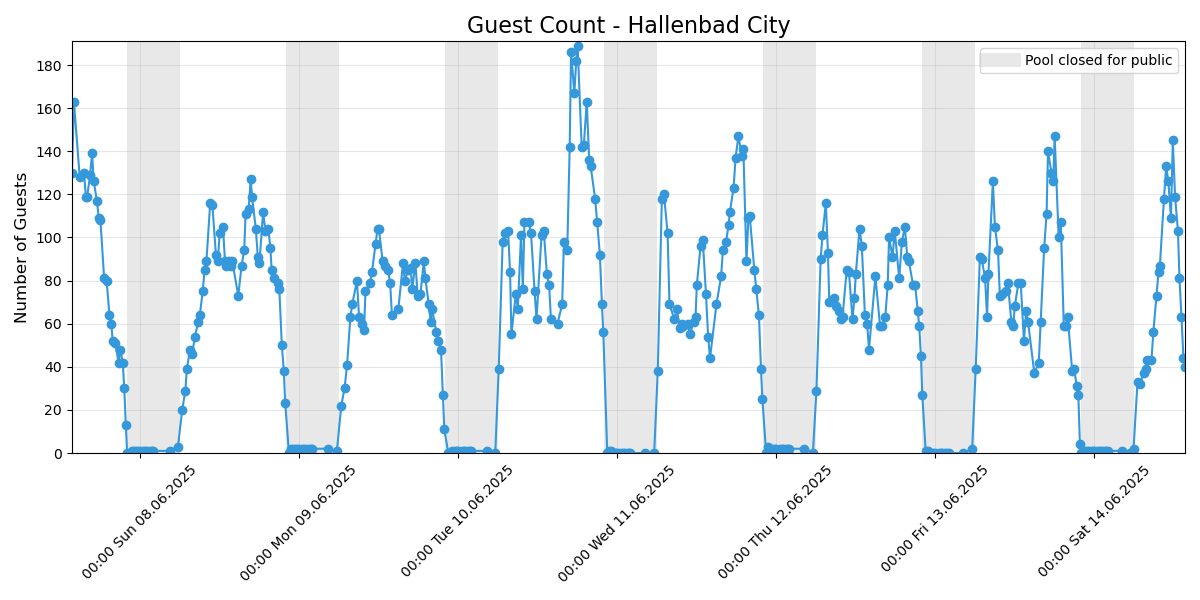 Guest Count - Hallenbad City
Pool closed for public
Number of Guests
180
160
140
120
100
80
60
40
20
0
00:00 Sun 08.06.2025
00:00 Mon 09.06.2025
00:00 Tue 10.06.2025
00:00 Wed 11.06.2025
00:00 Thu 12.06.2025
00:00 Fri 13.06.2025
00:00 Sat 14.06.2025